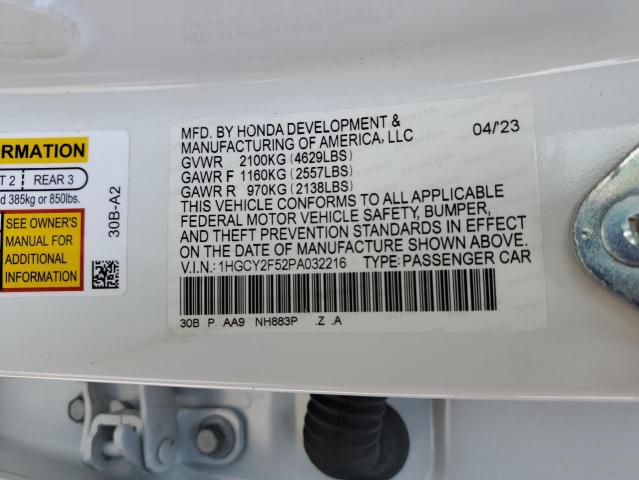 MFD. BY HONDA DEVELOPMENT &
MANUFACTURING OF AMERICA, LLC 04/'23
GVWR 2100KG (4629LBS)
GAWR F 1160KG (2557LBS)
GAWR R 970KG (2138LBS)
THIS VEHICLE CONFORMS TO ALL APPLICABLE
FEDERAL MOTOR VEHICLE SAFETY, BUMPER,
AND THEFT PREVENTION STANDARDS IN EFFECT
ON THE DATE OF MANUFACTURE SHOWN ABOVE.
V.I.N.: 1HGCY2F52PA032216 TYPE: PASSENGER CAR
30B P AA9 NH883P .Z .A
2 REAR 3
385kg or 850lbs.
SEE OWNER'S
MANUAL FOR
ADDITIONAL
INFORMATION
30B-A2